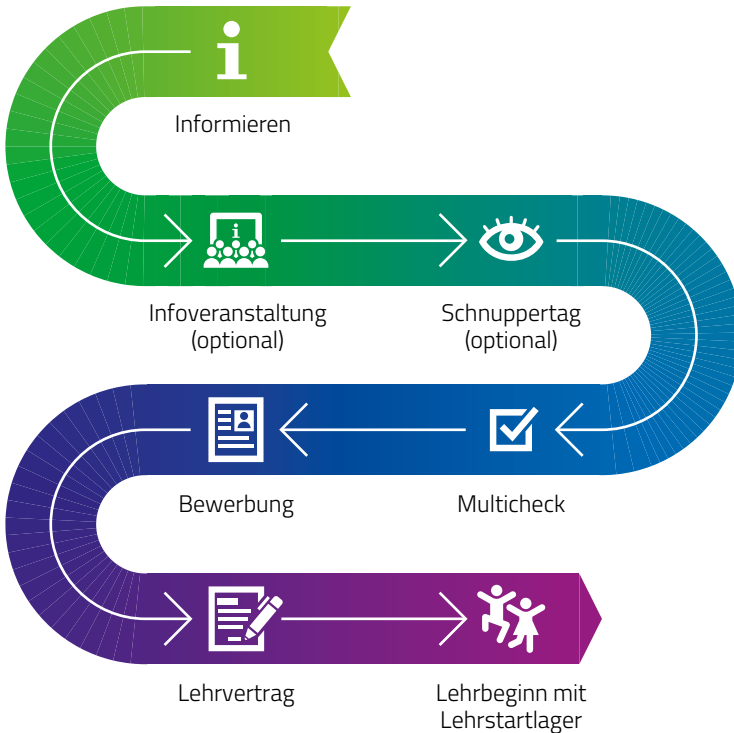 Informieren
Infoveranstaltung
(optional)
Schnuppertag
(optional)
Bewerbung
Multicheck
Lehrvertrag
Lehrbeginn mit
Lehrstartlager